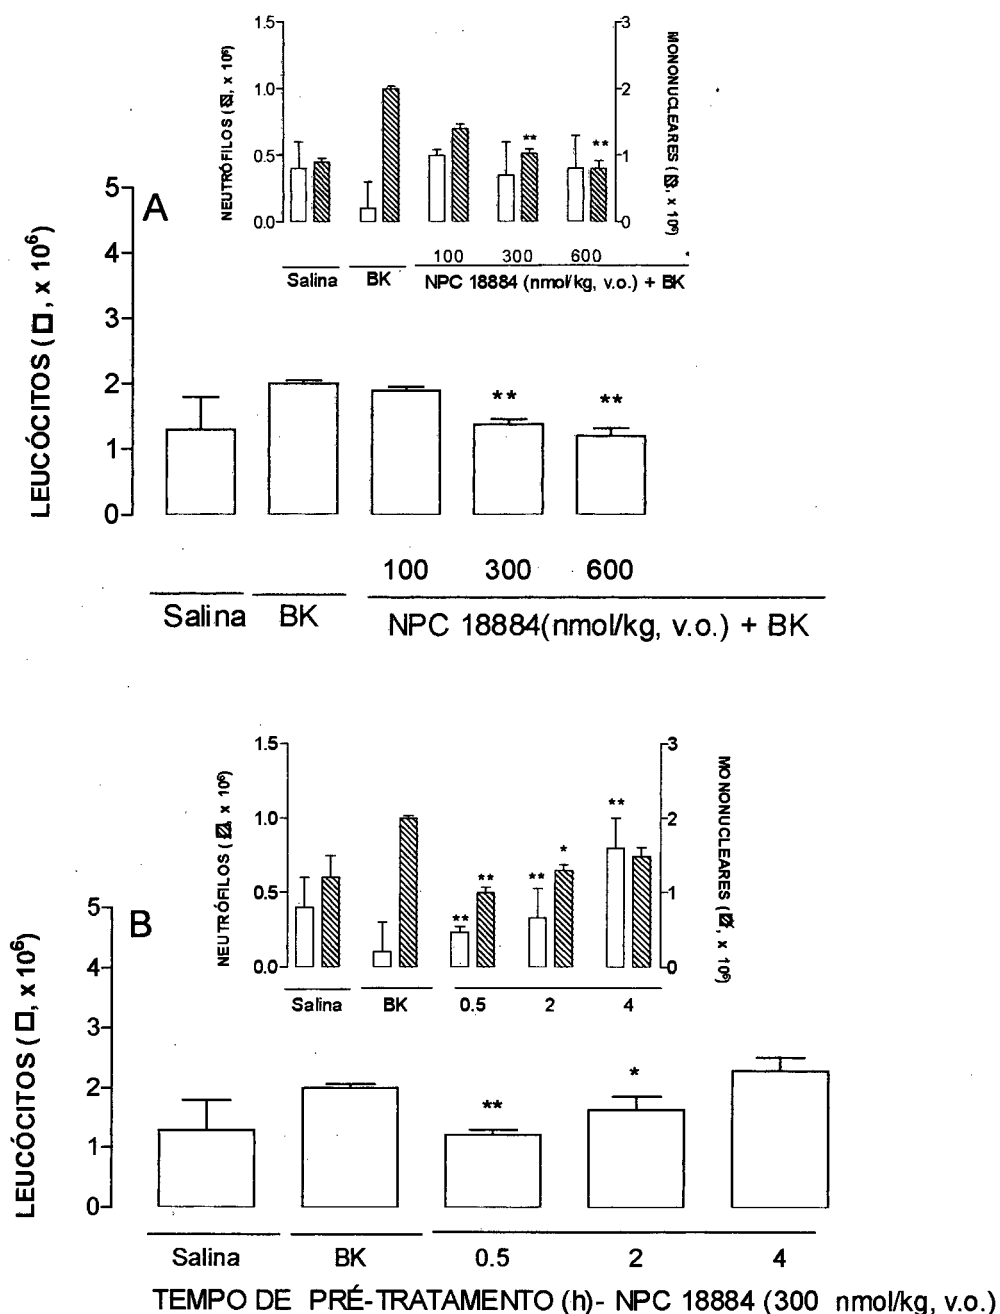 1.5
1.0
0.5
0.0
NEUTRÓFILOS (▧, x 10⁶)
3
2
1
0
MONONUCLEARES (▧, x 10⁶)
** **
100 300 600
Salina BK NPC 18884 (nmol/kg, v.o.) + BK
A
5
4
3
2
1
0
LEUCÓCITOS (□, x 10⁶)
** **
100 300 600
Salina BK NPC 18884(nmol/kg, v.o.) + BK
1.5
1.0
0.5
0.0
NEUTRÓFILOS (▧, x 10⁶)
3
2
1
0
MONONUCLEARES (▧, x 10⁶)
** ** ** * **
Salina BK 0.5 2 4
B
5
4
3
2
1
0
LEUCÓCITOS (□, x 10⁶)
** *
Salina BK 0.5 2 4
TEMPO DE PRÉ-TRATAMENTO (h)- NPC 18884 (300 nmol/kg, v.o.)